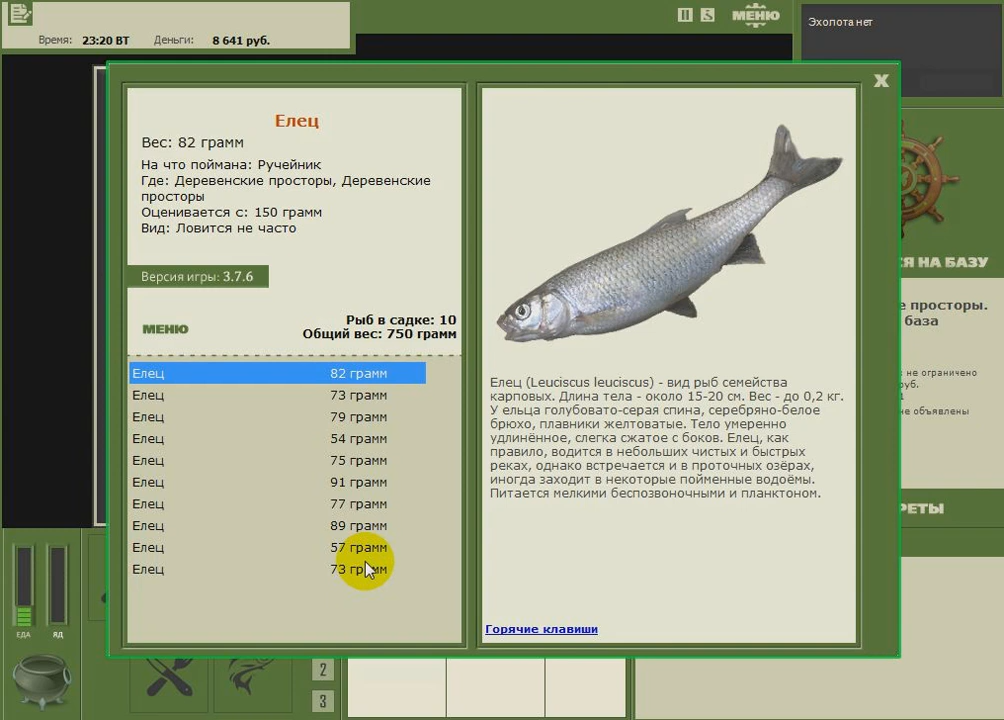 Время: 23:20 ВТ Деньги: 8 641 руб.
МЕНЮ
Эхолота нет
X
Елец
Вес: 82 грамм
На что поймана: Ручейник
Где: Деревенские просторы, Деревенские
просторы
Оценивается с: 150 грамм
Вид: Ловится не часто
Версия игры: 3.7.6
МЕНЮ
Рыб в садке: 10
Общий вес: 750 грамм
Елец 82 грамм
Елец 73 грамм
Елец 79 грамм
Елец 54 грамм
Елец 75 грамм
Елец 91 грамм
Елец 77 грамм
Елец 89 грамм
Елец 57 грамм
Елец 73 грамм
Елец (Leuciscus leuciscus) - вид рыб семейства
карповых. Длина тела - около 15-20 см. Вес - до 0,2 кг.
У ельца голубовато-серая спина, серебряно-белое
брюхо, плавники желтоватые. Тело умеренно
удлинённое, слегка сжатое с боков. Елец, как
правило, водится в небольших чистых и быстрых
реках, однако встречается и в проточных озёрах,
иногда заходит в некоторые пойменные водоёмы.
Питается мелкими беспозвоночными и планктоном.
Горячие клавиши
СЯ НА БАЗУ
е просторы.
база
не ограничено
руб.
не объявлены
РЕТЫ
ЕДА
ЯД
2
3